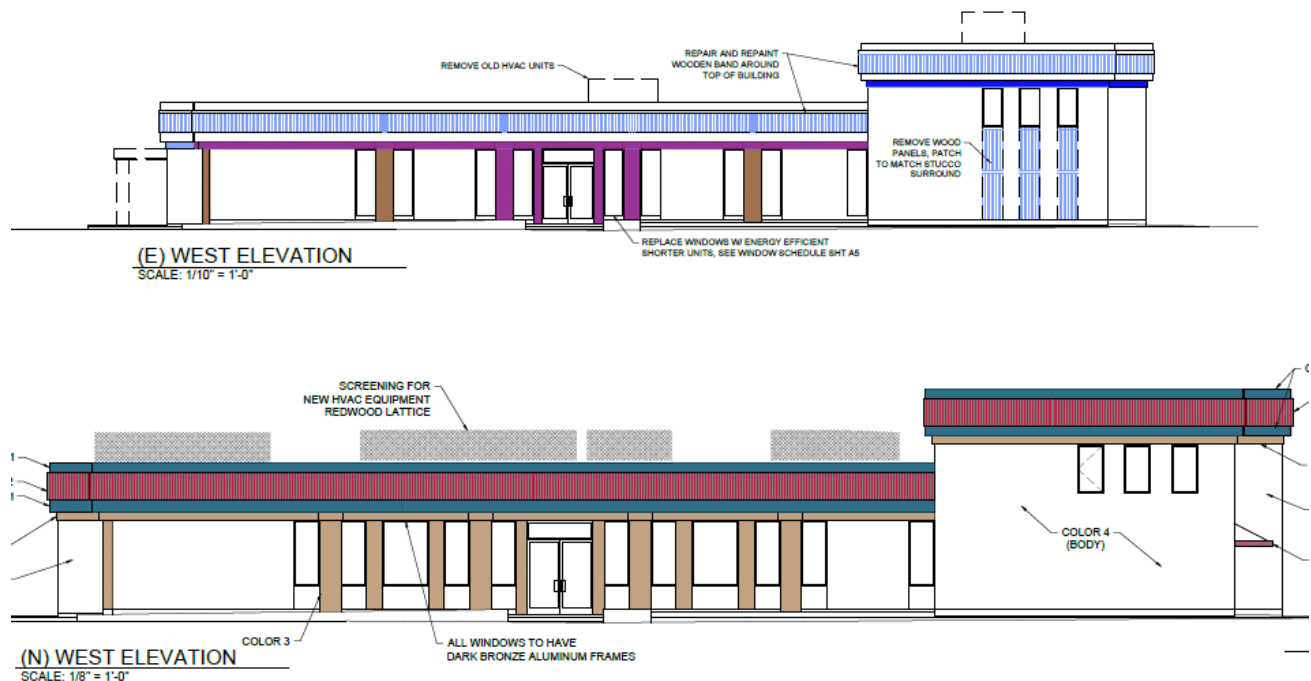 REMOVE OLD HVAC UNITS
REPAIR AND REPAINT
WOODEN BAND AROUND
TOP OF BUILDING
REMOVE WOOD
PANELS, PATCH
TO MATCH STUCCO
SURROUND
REPLACE WINDOWS W/ ENERGY EFFICIENT
SHORTER UNITS, SEE WINDOW SCHEDULE SHT A5
(E) WEST ELEVATION
SCALE: 1/10" = 1'-0"
SCREENING FOR
NEW HVAC EQUIPMENT
REDWOOD LATTICE
C
1
2
1
COLOR 4
(BODY)
COLOR 3
ALL WINDOWS TO HAVE
DARK BRONZE ALUMINUM FRAMES
(N) WEST ELEVATION
SCALE: 1/8" = 1'-0"